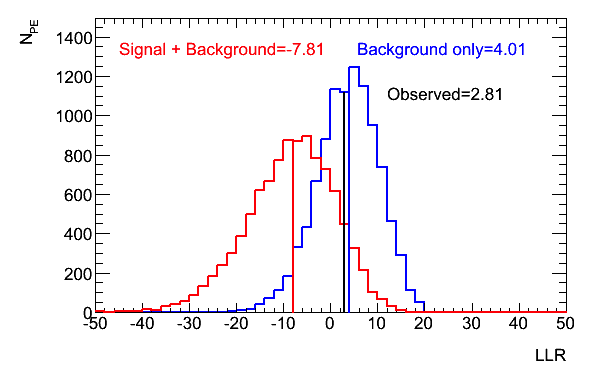 N_PE
1400
1200
1000
800
600
400
200
0
Signal + Background=-7.81
Background only=4.01
Observed=2.81
-50 -40 -30 -20 -10 0 10 20 30 40 50
LLR